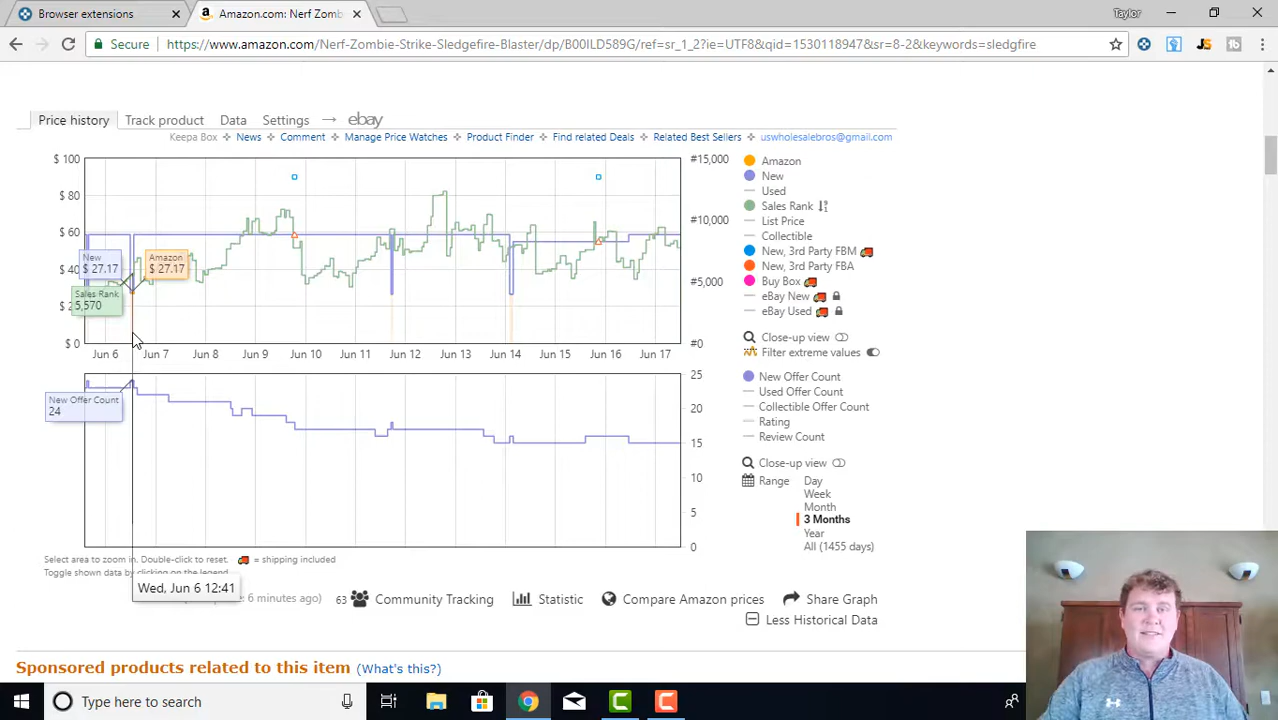 Browser extensions
Amazon.com: Nerf Zomb
Taylor
Secure
https://www.amazon.com/Nerf-Zombie-Strike-Sledgefire-Blaster/dp/B00ILD589G/ref=sr_1_2?ie=UTF8&qid=1530118947&sr=8-2&keywords=sledgfire
Price history Track product Data Settings → ebay
Keepa Box News Comment Manage Price Watches Product Finder Find related Deals Related Best Sellers uswholesalebros@gmail.com
$ 100
$ 80
$ 60
$ 40
$ 0
#15,000
#10,000
#5,000
#0
New
$ 27.17
Amazon
$ 27.17
Sales Rank
5,570
Jun 6 Jun 7 Jun 8 Jun 9 Jun 10 Jun 11 Jun 12 Jun 13 Jun 14 Jun 16 Jun 17
Amazon
New
Used
Sales Rank
List Price
Collectible
New, 3rd Party FBM
New, 3rd Party FBA
Buy Box
eBay New
eBay Used
Close-up view
Filter extreme values
New Offer Count
24
25
20
15
10
5
0
New Offer Count
Used Offer Count
Collectible Offer Count
Rating
Review Count
Close-up view
Range
Day
Week
Month
3 Months
Year
All (1455 days)
Select area to zoom in. Double-click to reset. = shipping included
Toggle shown data by clicking on the legend
Wed, Jun 6 12:41
6 minutes ago)
63 Community Tracking Statistic Compare Amazon prices Share Graph
Less Historical Data
Sponsored products related to this item (What's this?)
Type here to search